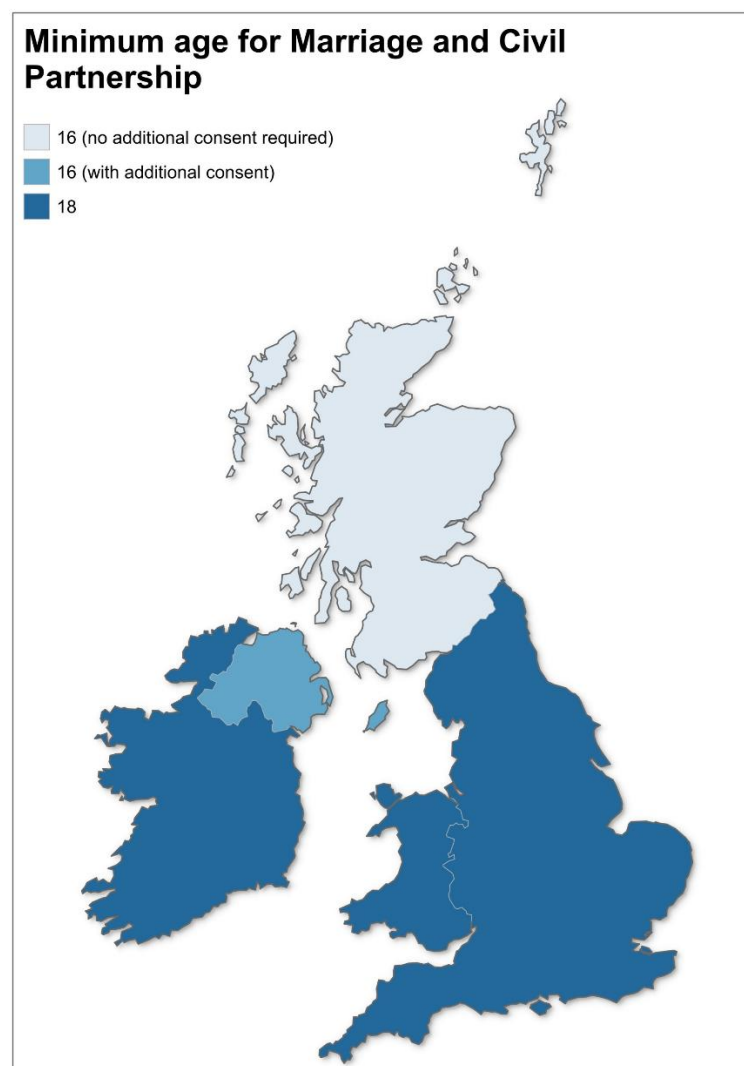 Minimum age for Marriage and Civil
Partnership
16 (no additional consent required)
16 (with additional consent)
18